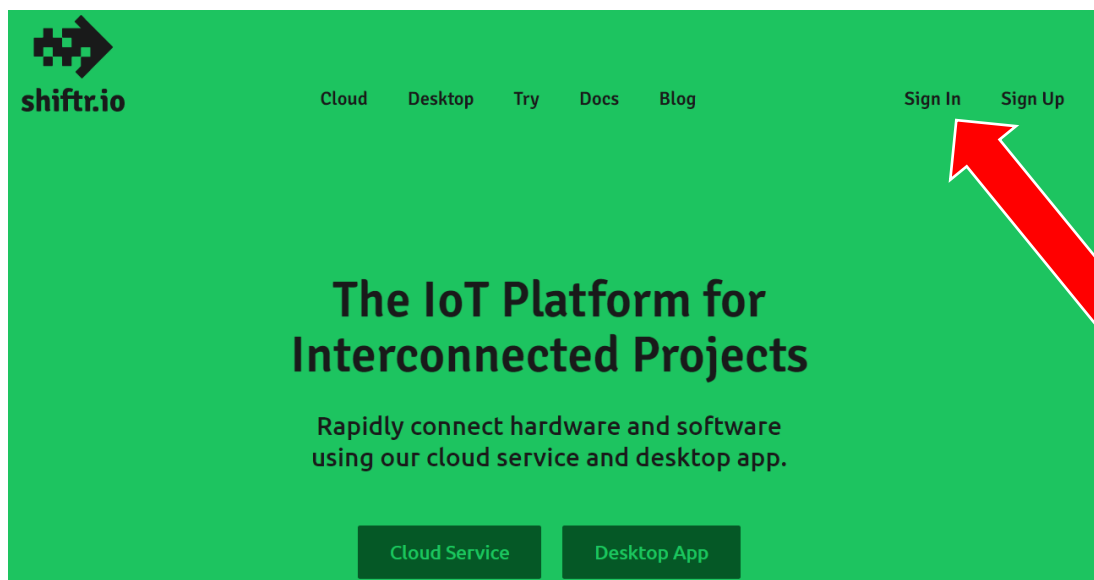 shiftr.io
Cloud Desktop Try Docs Blog Sign In Sign Up
The IoT Platform for
Interconnected Projects
Rapidly connect hardware and software
using our cloud service and desktop app.
Cloud Service Desktop App